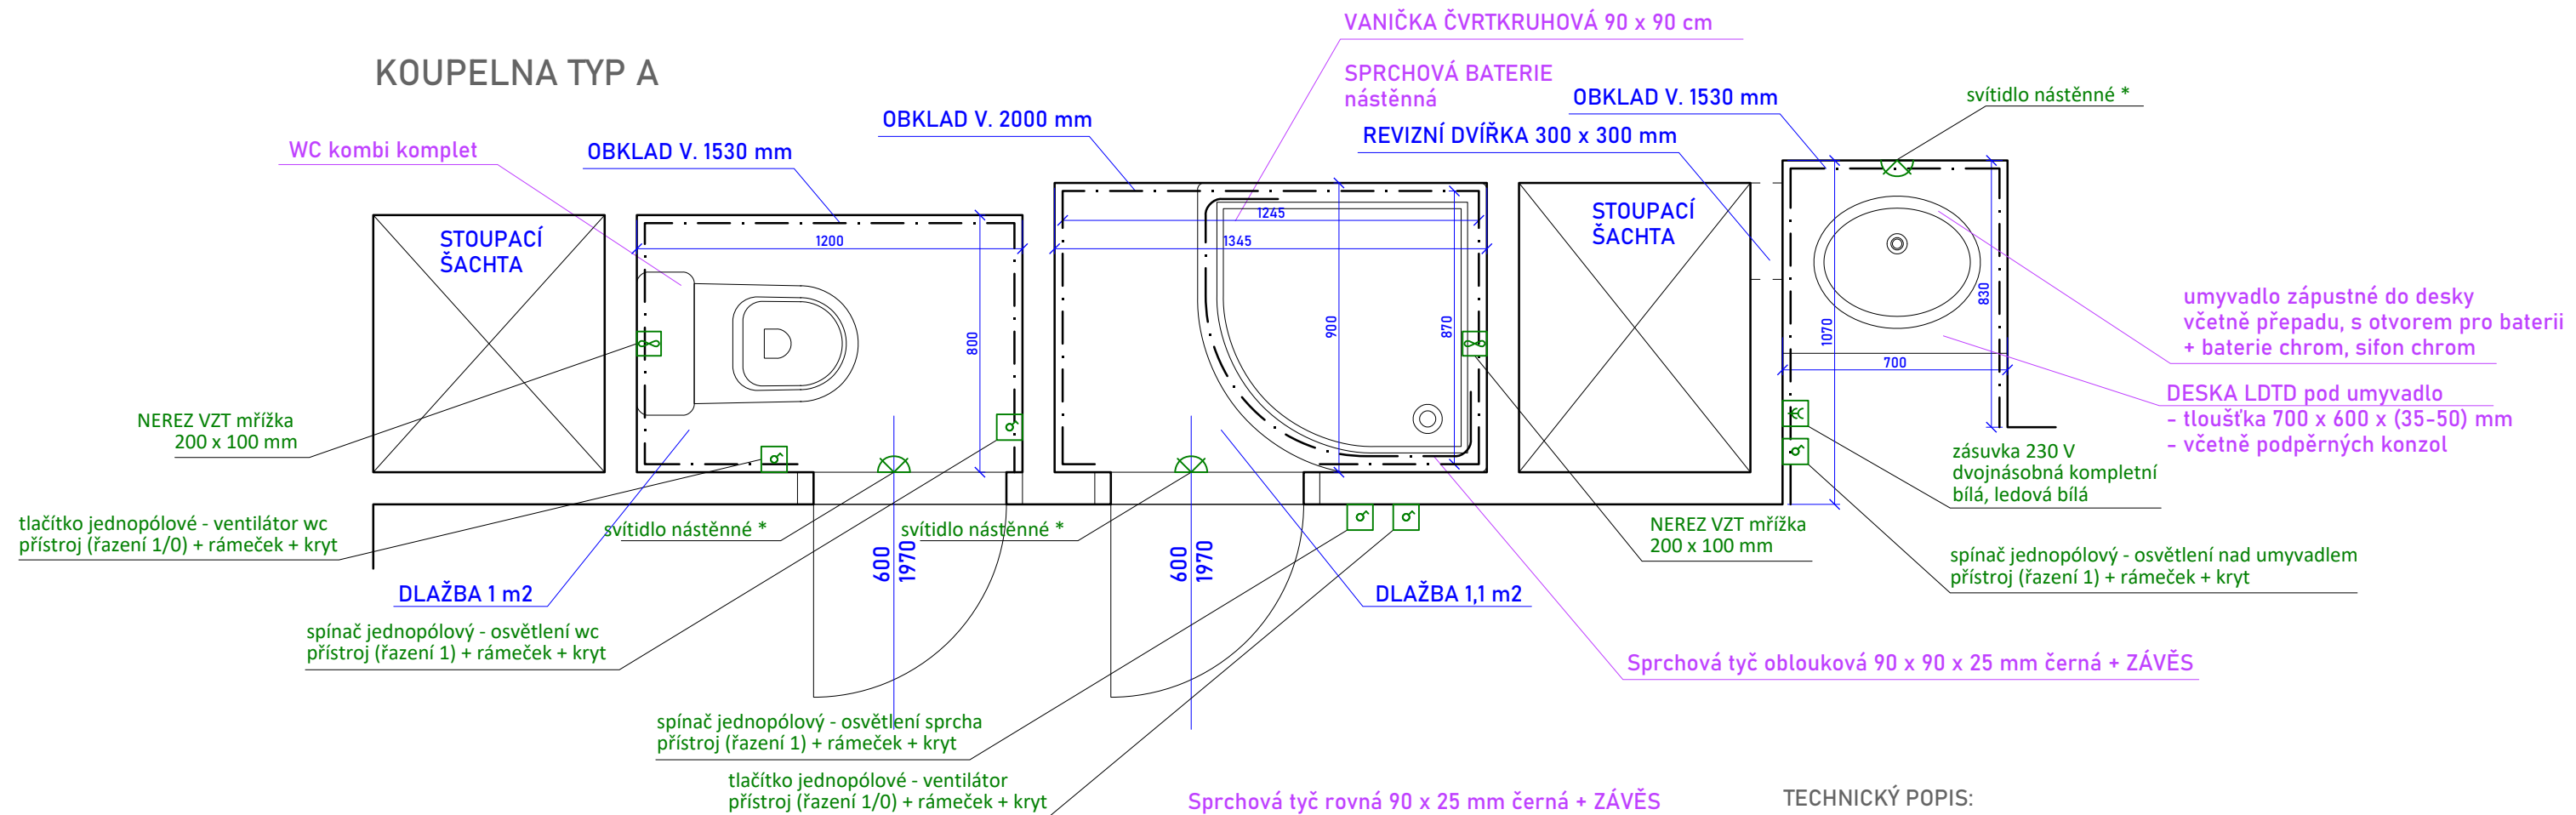 KOUPELNA TYP A
VANIČKA ČVRTKRUHOVÁ 90 x 90 cm
SPRCHOVÁ BATERIE
nástěnná
OBKLAD V. 1530 mm
svítidlo nástěnné *
OBKLAD V. 2000 mm
REVIZNÍ DVÍŘKA 300 x 300 mm
WC kombi komplet
OBKLAD V. 1530 mm
STOUPACÍ
ŠACHTA
1200
800
1245
1345
900
870
STOUPACÍ
ŠACHTA
1070
830
700
umyvadlo zápustné do desky
včetně přepadu, s otvorem pro baterii
+ baterie chrom, sifon chrom
DESKA LDTD pod umyvadlo
- tloušťka 700 x 600 x (35-50) mm
- včetně podpěrných konzol
NEREZ VZT mřížka
200 x 100 mm
zásuvka 230 V
dvojnásobná kompletní
bílá, ledová bílá
tlačítko jednopólové - ventilátor wc
přístroj (řazení 1/0) + rámeček + kryt
svítidlo nástěnné *
svítidlo nástěnné *
NEREZ VZT mřížka
200 x 100 mm
600
1970
600
1970
spínač jednopólový - osvětlení nad umyvadlem
přístroj (řazení 1) + rámeček + kryt
DLAŽBA 1 m2
DLAŽBA 1,1 m2
spínač jednopólový - osvětlení wc
přístroj (řazení 1) + rámeček + kryt
Sprchová tyč oblouková 90 x 90 x 25 mm černá + ZÁVĚS
spínač jednopólový - osvětlení sprcha
přístroj (řazení 1) + rámeček + kryt
tlačítko jednopólové - ventilátor
přístroj (řazení 1/0) + rámeček + kryt
Sprchová tyč rovná 90 x 25 mm černá + ZÁVĚS
TECHNICKÝ POPIS: